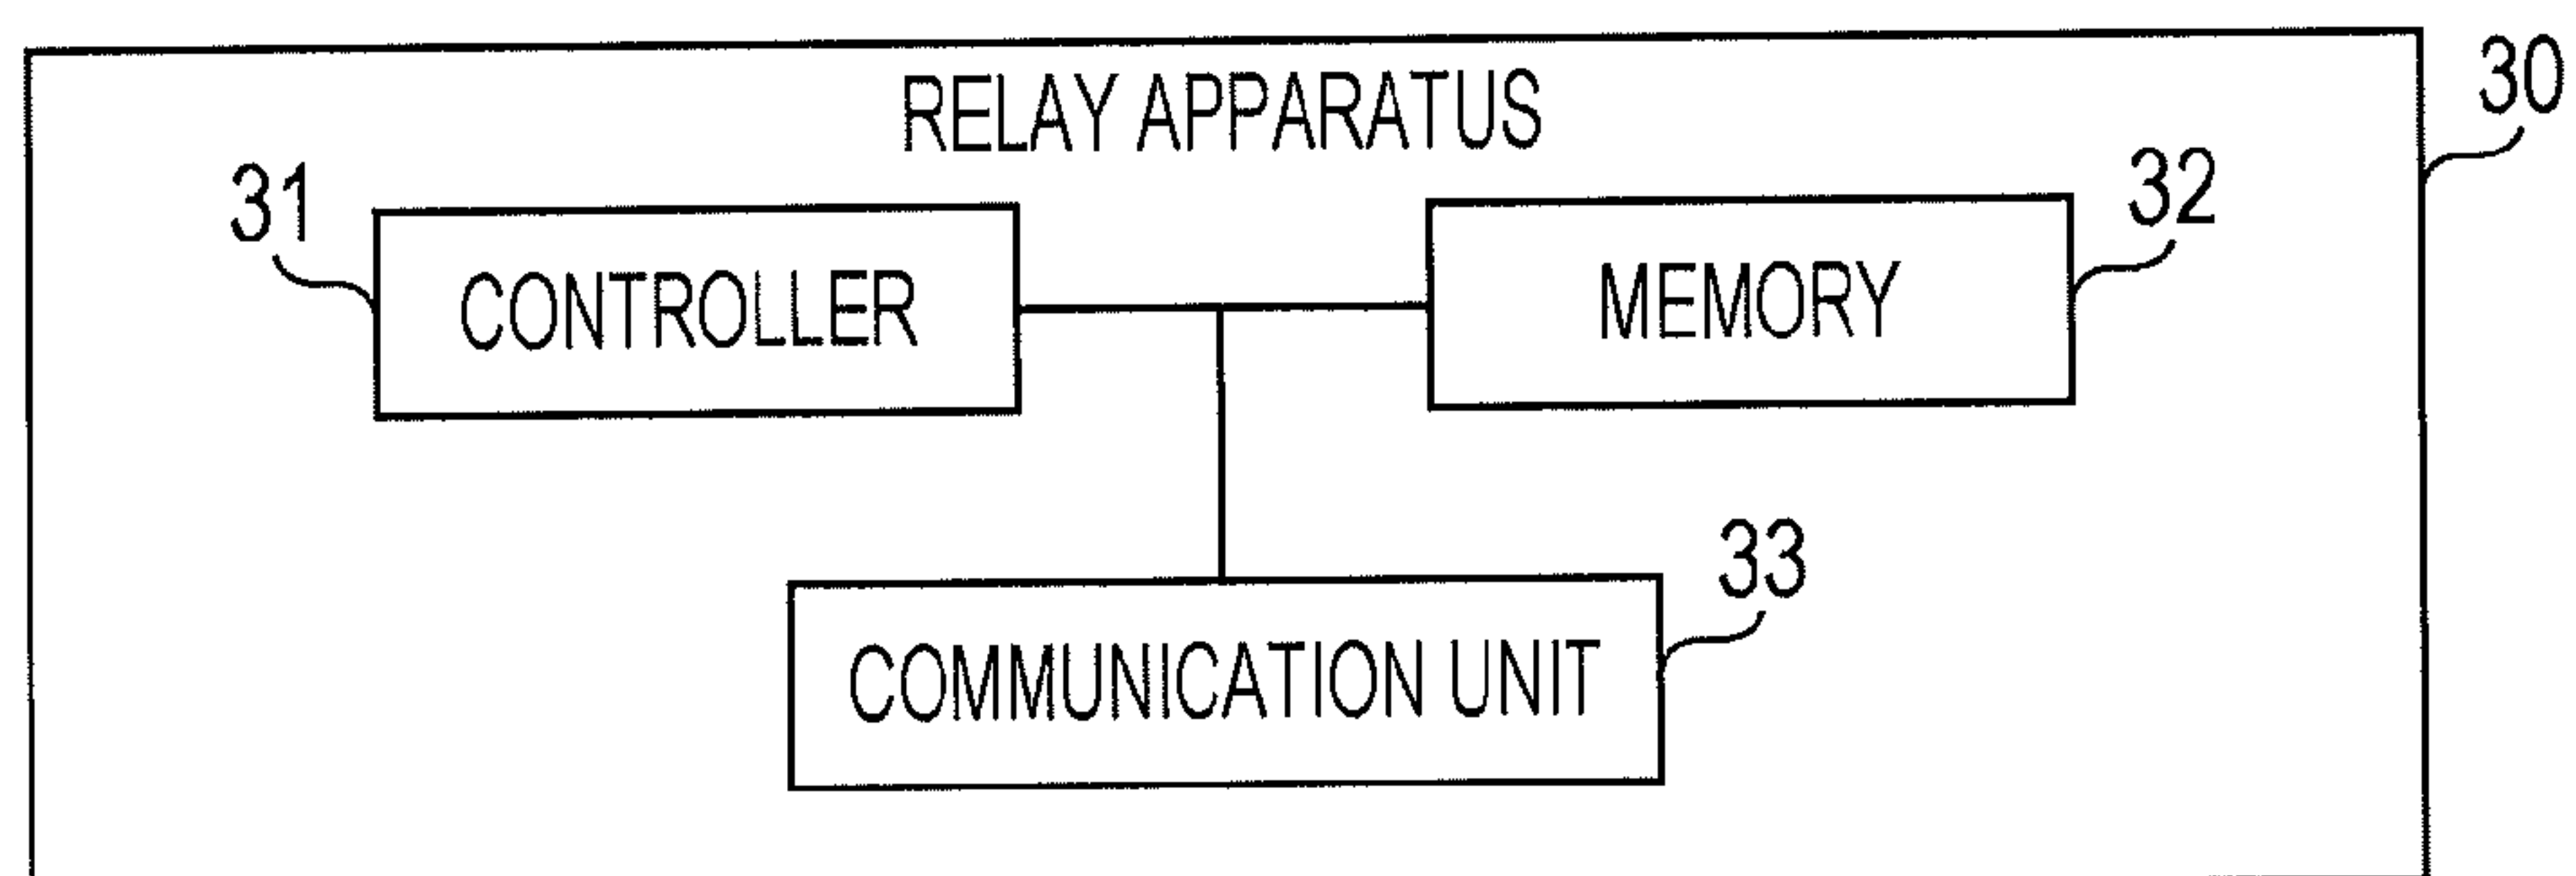 RELAY APPARATUS
30
31
CONTROLLER
MEMORY
32
COMMUNICATION UNIT
33